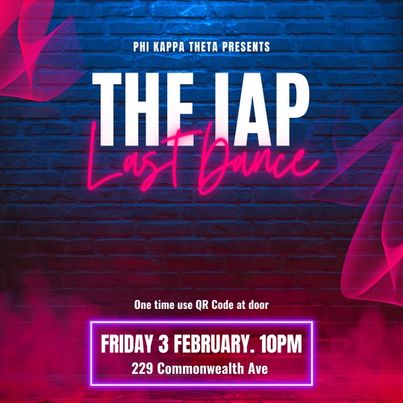 PHI KAPPA THETA PRESENTS
THE IAP
Last Dance
One time use QR Code at door
FRIDAY 3 FEBRUARY. 10PM
229 Commonwealth Ave